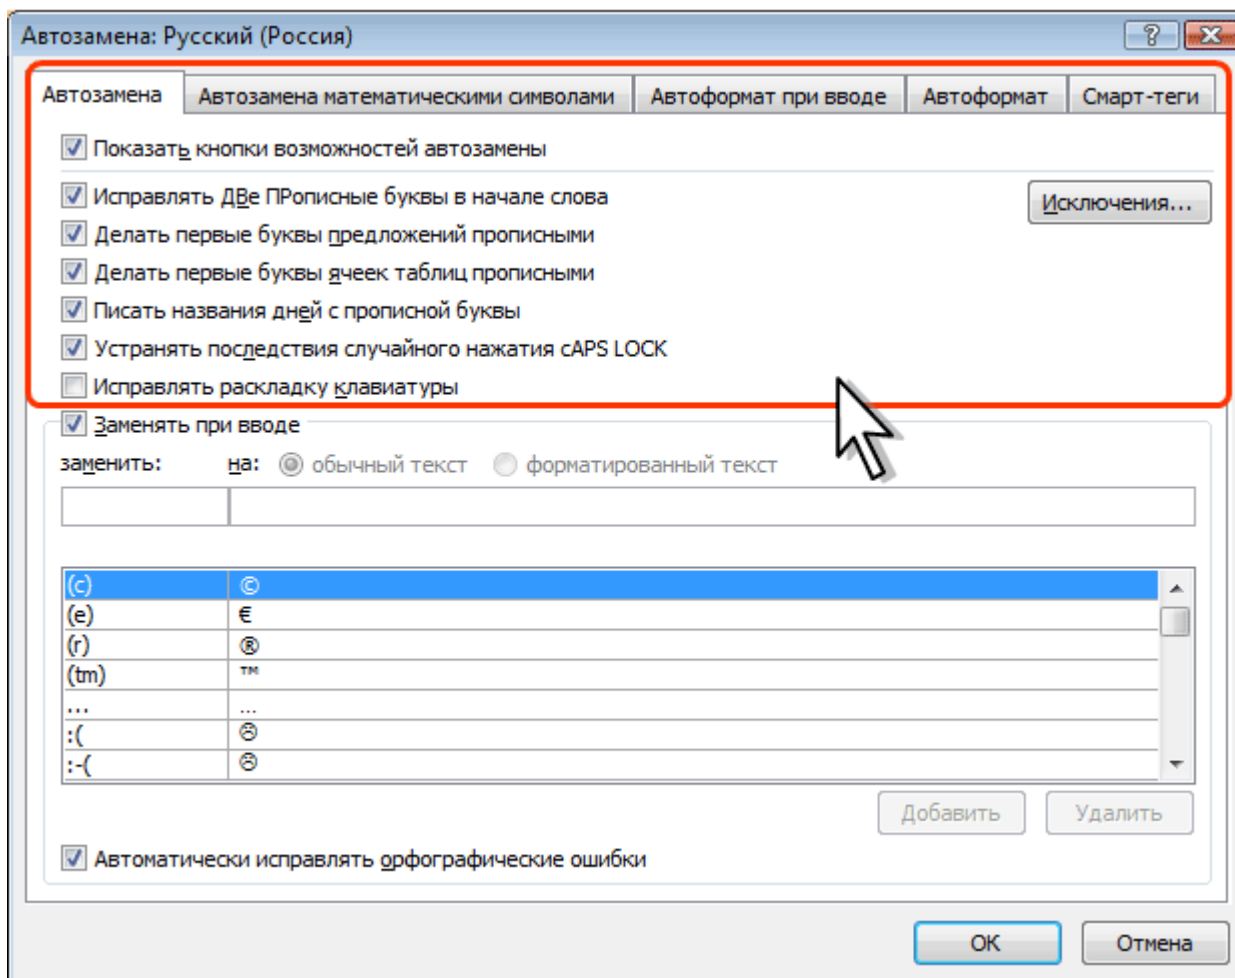 Автозамена: Русский (Россия)
Автозамена Автозамена математическими символами Автоформат при вводе Автоформат Смарт-теги
Показать кнопки возможностей автозамены
Исправлять ДВе ПРописные буквы в начале слова
Исключения...
Делать первые буквы предложений прописными
Делать первые буквы ячеек таблиц прописными
Писать названия дней с прописной буквы
Устранять последствия случайного нажатия cAPS LOCK
Исправлять раскладку клавиатуры
Заменять при вводе
заменить: на: обычный текст форматированный текст
(c) ©
(e) €
(r) ®
(tm) ™
... …
:( ☹
:-( ☹
Добавить Удалить
Автоматически исправлять орфографические ошибки
ОК Отмена